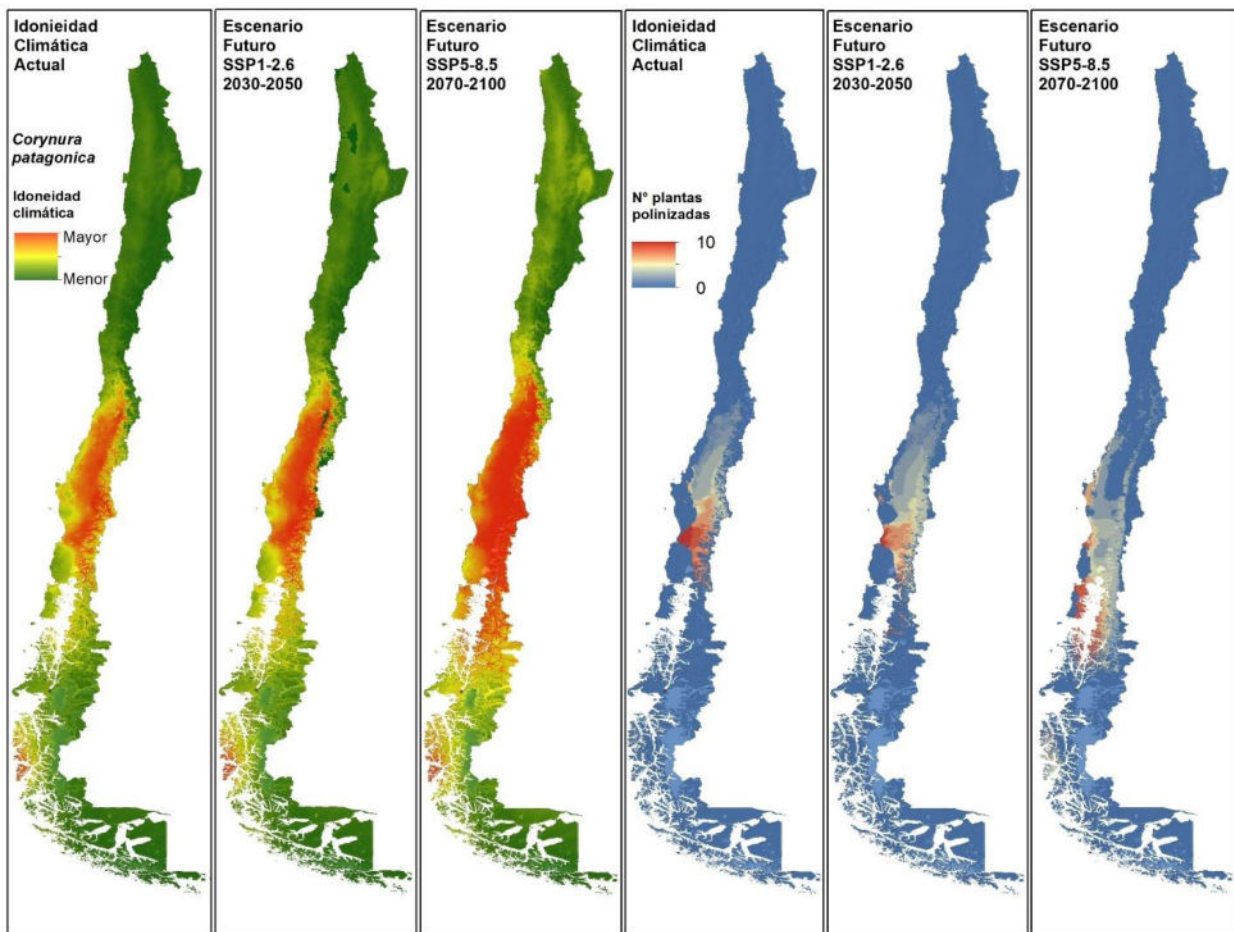 Idonieidad
Climática
Actual
Corynura
patagonica
Idoneidad
climática
Mayor
Menor
Escenario
Futuro
SSP1-2.6
2030-2050
Escenario
Futuro
SSP5-8.5
2070-2100
Idonieidad
Climática
Actual
N° plantas
polinizadas
10
0
Escenario
Futuro
SSP1-2.6
2030-2050
Escenario
Futuro
SSP5-8.5
2070-2100